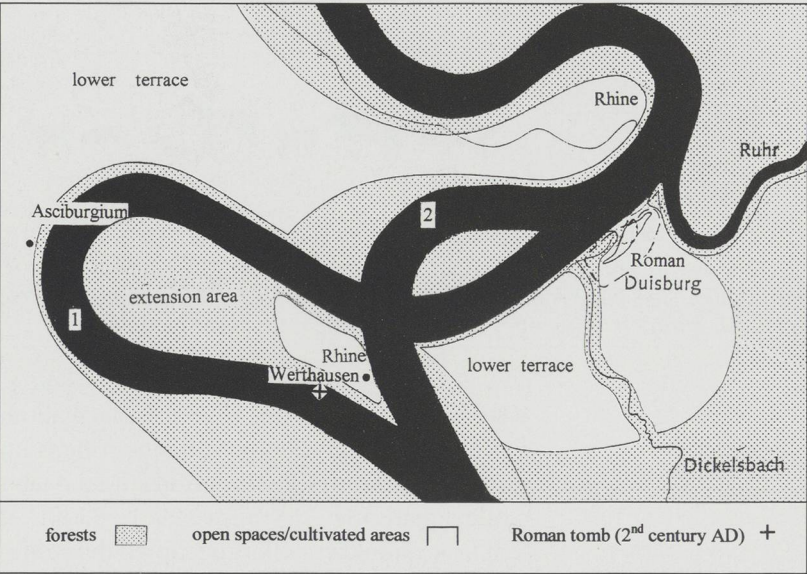 lower terrace
Rhine
Ruhr
Asciburgium
2
Roman
Duisburg
extension area
1
Rhine
Werthausen
lower terrace
Dickelsbach
forests open spaces/cultivated areas Roman tomb (2nd century AD)